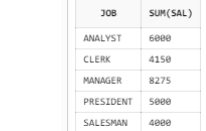 JOB SUM(SAL)
ANALYST 6000
CLERK 4150
MANAGER 8275
PRESIDENT 5000
SALESMAN 4000